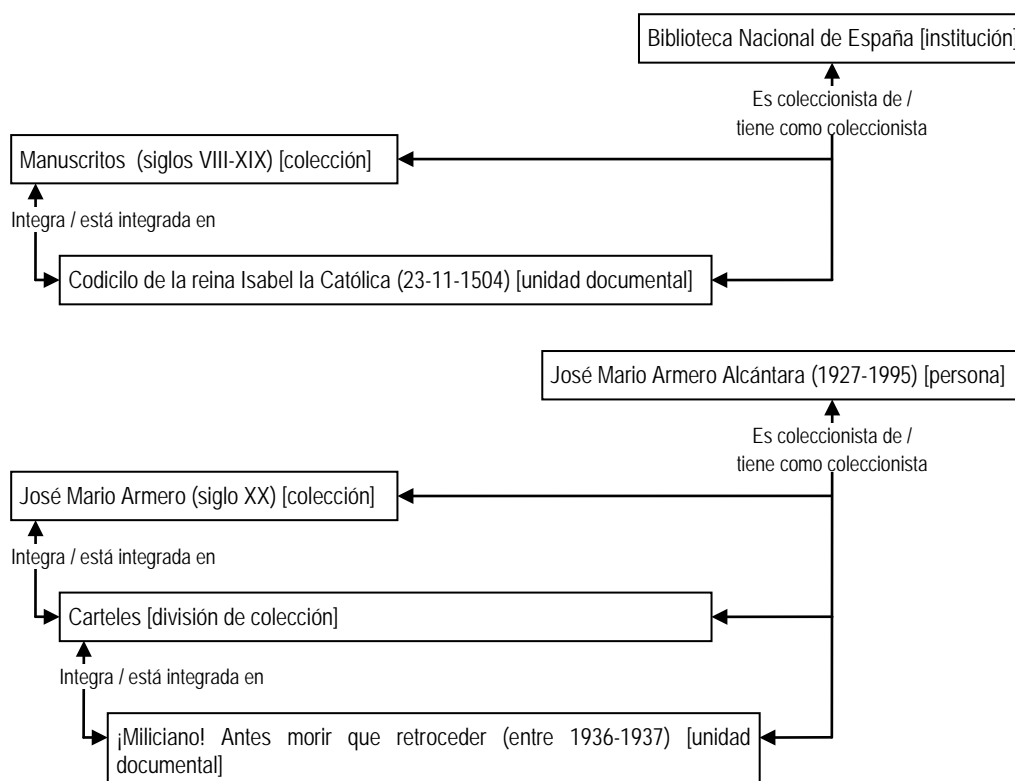 Biblioteca Nacional de España [institución]
Es coleccionista de /
tiene como coleccionista
Manuscritos (siglos VIII-XIX) [colección]
Integra / está integrada en
Codicilo de la reina Isabel la Católica (23-11-1504) [unidad documental]
José Mario Armero Alcántara (1927-1995) [persona]
Es coleccionista de /
tiene como coleccionista
José Mario Armero (siglo XX) [colección]
Integra / está integrada en
Carteles [división de colección]
Integra / está integrada en
¡Miliciano! Antes morir que retroceder (entre 1936-1937) [unidad
documental]